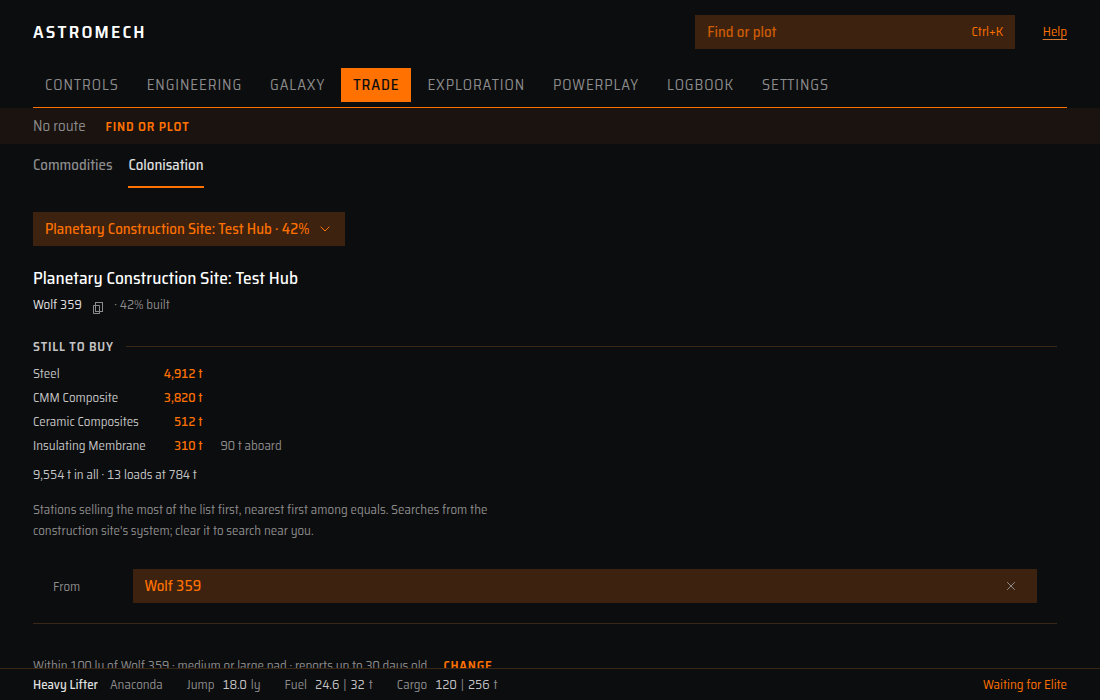 ASTROMECH
Find or plot Ctrl+K Help
CONTROLS ENGINEERING GALAXY TRADE EXPLORATION POWERPLAY LOGBOOK SETTINGS
No route FIND OR PLOT
Commodities Colonisation
Planetary Construction Site: Test Hub · 42%
Planetary Construction Site: Test Hub
Wolf 359 · 42% built
STILL TO BUY
Steel 4,912 t
CMM Composite 3,820 t
Ceramic Composites 512 t
Insulating Membrane 310 t 90 t aboard
9,554 t in all · 13 loads at 784 t
Stations selling the most of the list first, nearest first among equals. Searches from the
construction site's system; clear it to search near you.
From Wolf 359
Within 100 ly of Wolf 359 · medium or large pad · reports up to 30 days old CHANGE
Heavy Lifter Anaconda Jump 18.0 ly Fuel 24.6 | 32 t Cargo 120 | 256 t Waiting for Elite